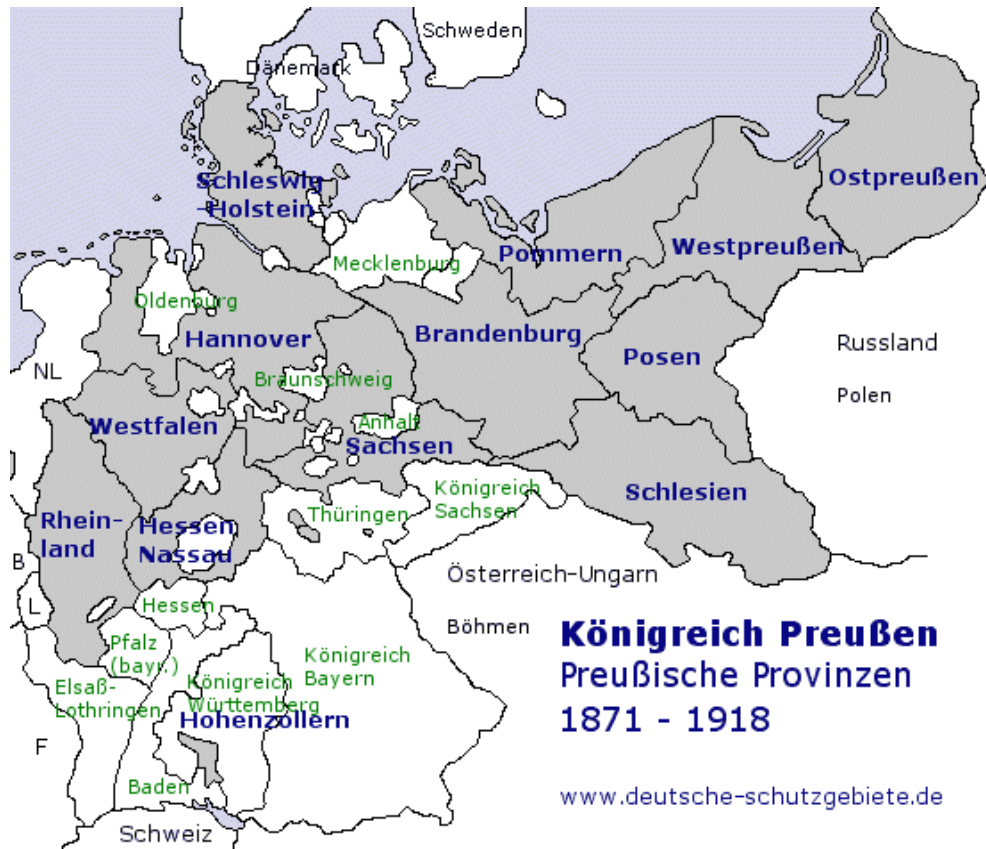 Schweden
Dänemark
Schleswig
-Holstein
Ostpreußen
Westpreußen
Pommern
Mecklenburg
Oldenburg
Hannover
Brandenburg
Russland
Posen
Polen
NL
Braunschweig
Westfalen
Anhalt
Sachsen
Königreich
Sachsen
Schlesien
Thüringen
Rhein-
land
Hessen
Nassau
B
Österreich-Ungarn
L
Hessen
Böhmen
Pfalz
(bayr.)
Königreich
Bayern
Elsaß-
Lothringen
Königreich
Württemberg
Hohenzollern
F
Baden
Schweiz
Königreich Preußen
Preußische Provinzen
1871 - 1918
www.deutsche-schutzgebiete.de